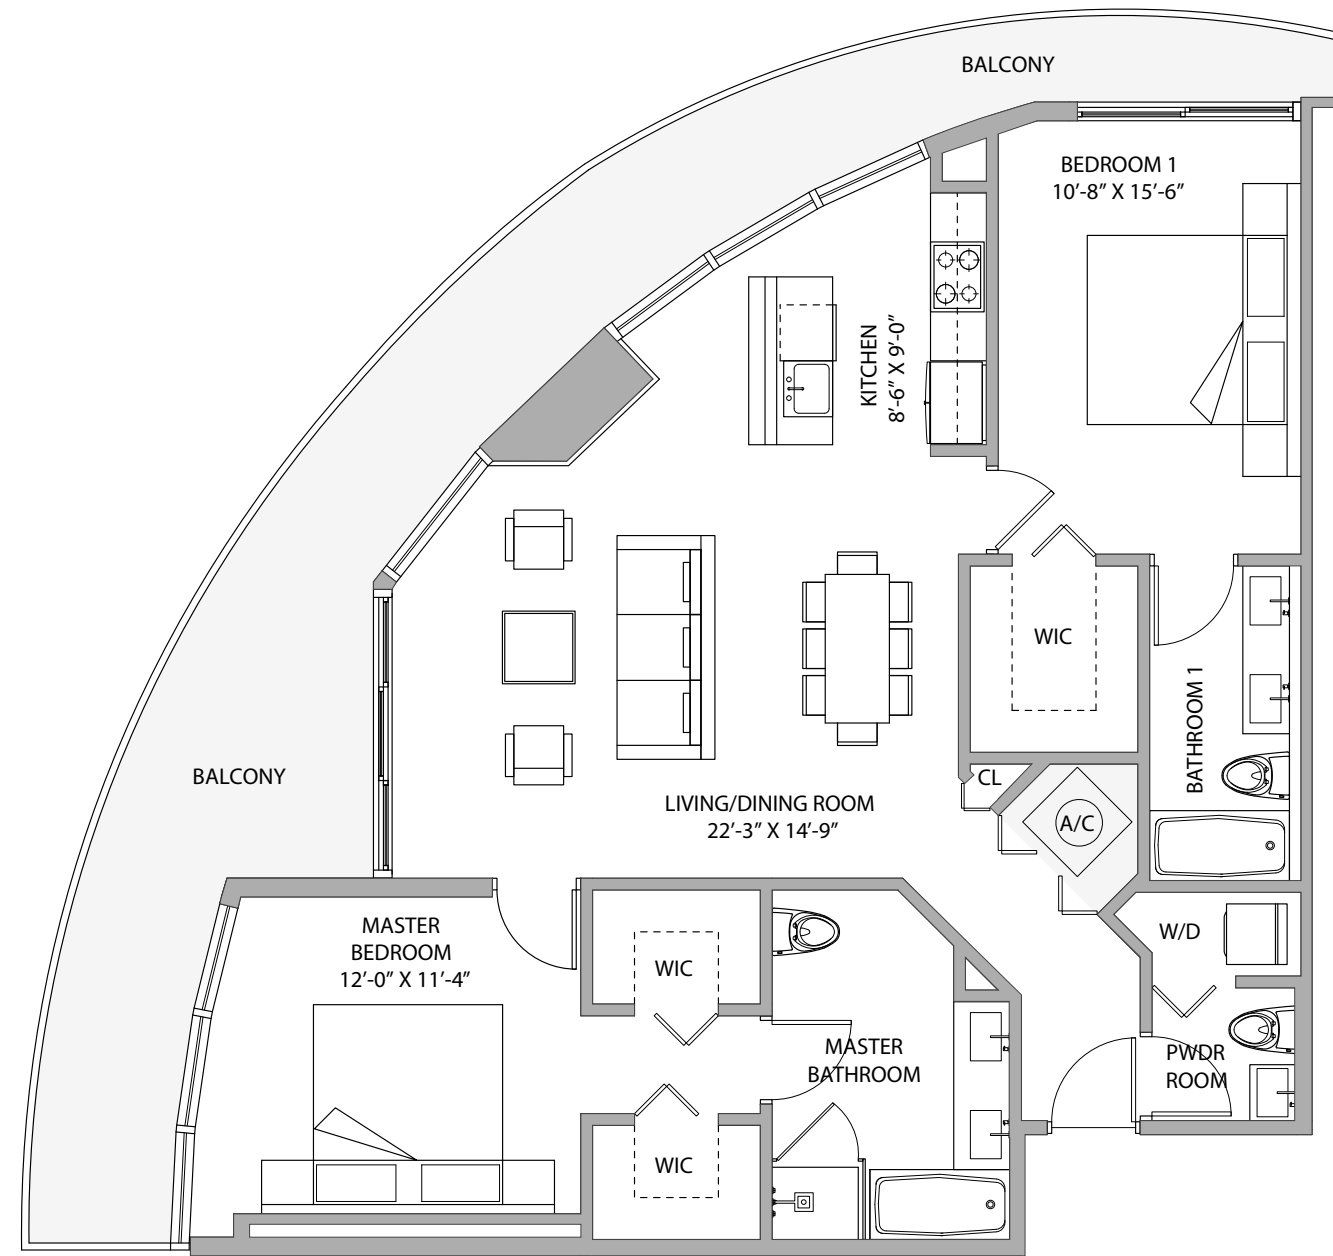 BALCONY
BEDROOM 1
10’-8” X 15’-6”
KITCHEN
8’-6” X 9’-0”
WIC
BATHROOM 1
BALCONY
CL
LIVING/DINING ROOM
22’-3” X 14’-9”
A/C
MASTER
BEDROOM
12’-0” X 11’-4”
W/D
WIC
MASTER
BATHROOM
PWDR
ROOM
WIC